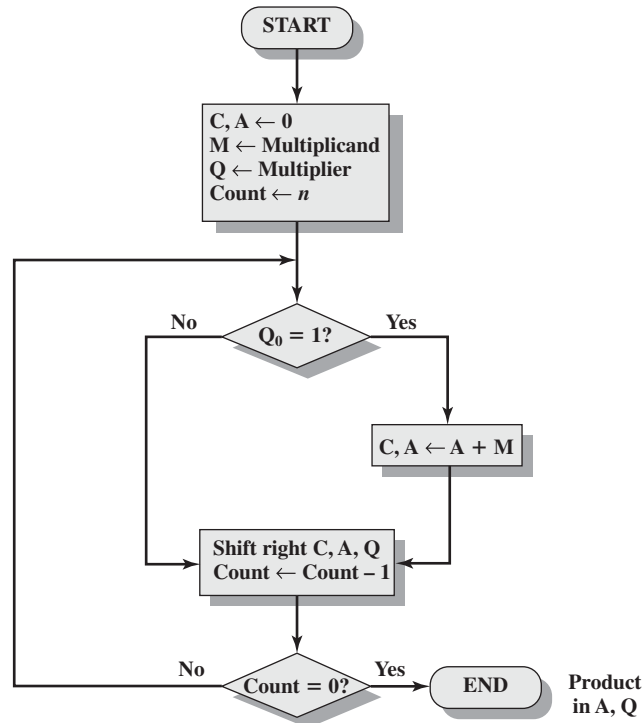 START
C, A ← 0
M ← Multiplicand
Q ← Multiplier
Count ← n
No
Q₀ = 1?
Yes
C, A ← A + M
Shift right C, A, Q
Count ← Count – 1
No
Count = 0?
Yes
END
Product
in A, Q